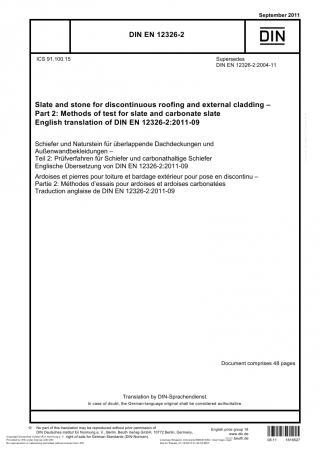 September 2011
DIN EN 12326-2
DIN
ICS 91.100.15
Supersedes
DIN EN 12326-2:2004-11
Slate and stone for discontinuous roofing and external cladding –
Part 2: Methods of test for slate and carbonate slate
English translation of DIN EN 12326-2:2011-09
Schiefer und Naturstein für überlappende Dachdeckungen und
Außenwandbekleidungen –
Teil 2: Prüfverfahren für Schiefer und carbonathaltige Schiefer
Englische Übersetzung von DIN EN 12326-2:2011-09
Ardoises et pierres pour toiture et bardage extérieur pour pose en discontinu –
Partie 2: Méthodes d'essais pour ardoises et ardoises carbonatées
Traduction anglaise de DIN EN 12326-2:2011-09
Document comprises 48 pages
Translation by DIN-Sprachendienst.
In case of doubt, the German-language original shall be considered authoritative.
© No part of this translation may be reproduced without prior permission of
DIN Deutsches Institut für Normung e. V., Berlin. Beuth Verlag GmbH, 10772 Berlin, Germany,
right of sale for German Standards (DIN-Normen).
English price group 18
www.din.de
www.beuth.de